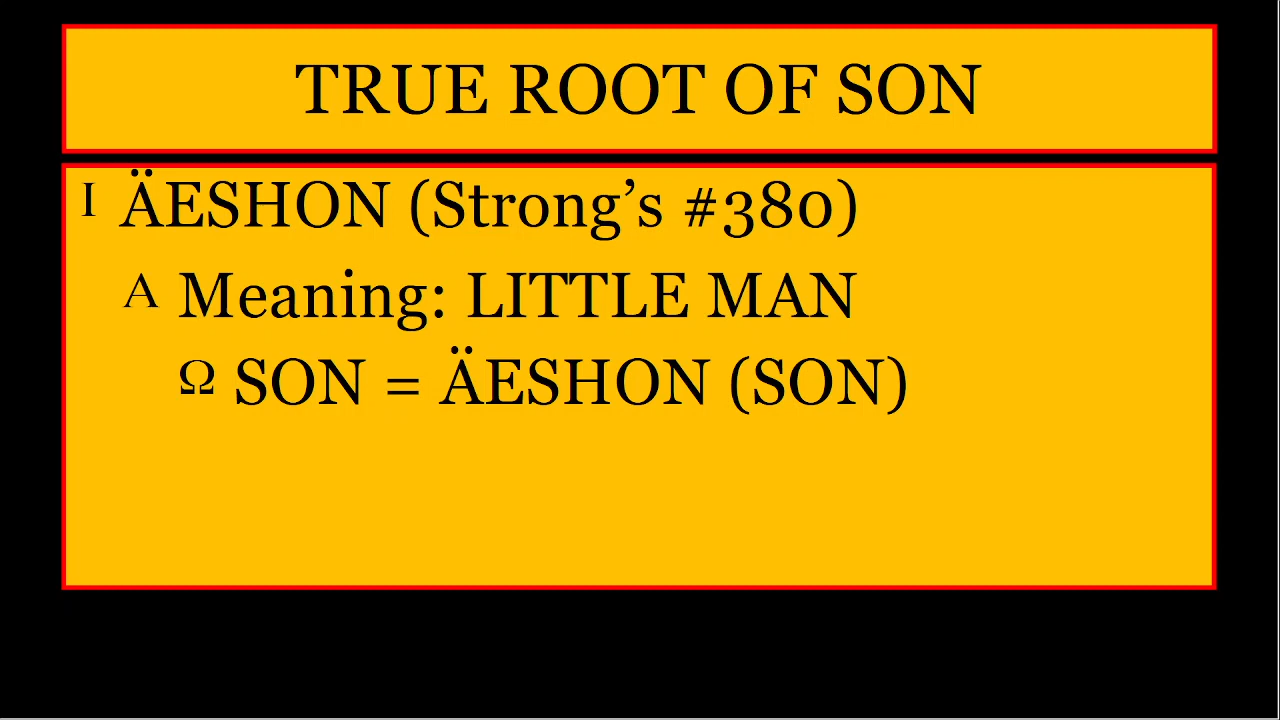 TRUE ROOT OF SON
I ÄESHON (Strong’s #380)
A Meaning: LITTLE MAN
Ω SON = ÄESHON (SON)